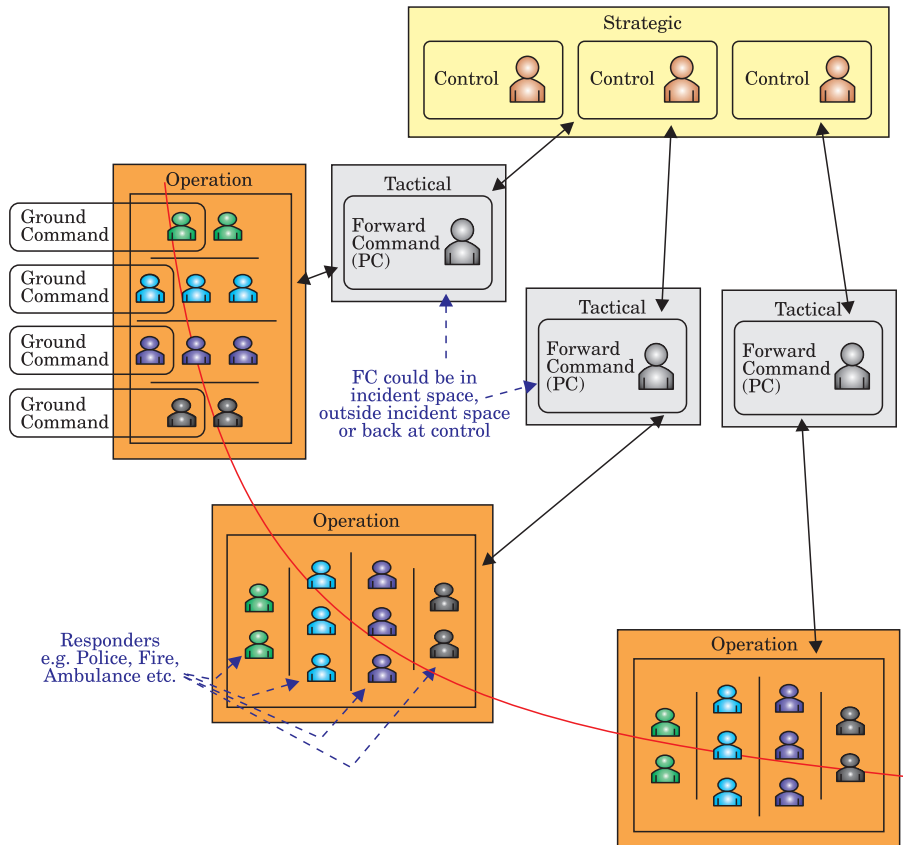 Strategic
Control
Control
Control
Operation
Ground
Command
Ground
Command
Ground
Command
Ground
Command
Tactical
Forward
Command
(PC)
Tactical
Forward
Command
(PC)
Tactical
Forward
Command
(PC)
FC could be in
incident space,
outside incident space
or back at control
Operation
Responders
e.g. Police, Fire,
Ambulance etc.
Operation